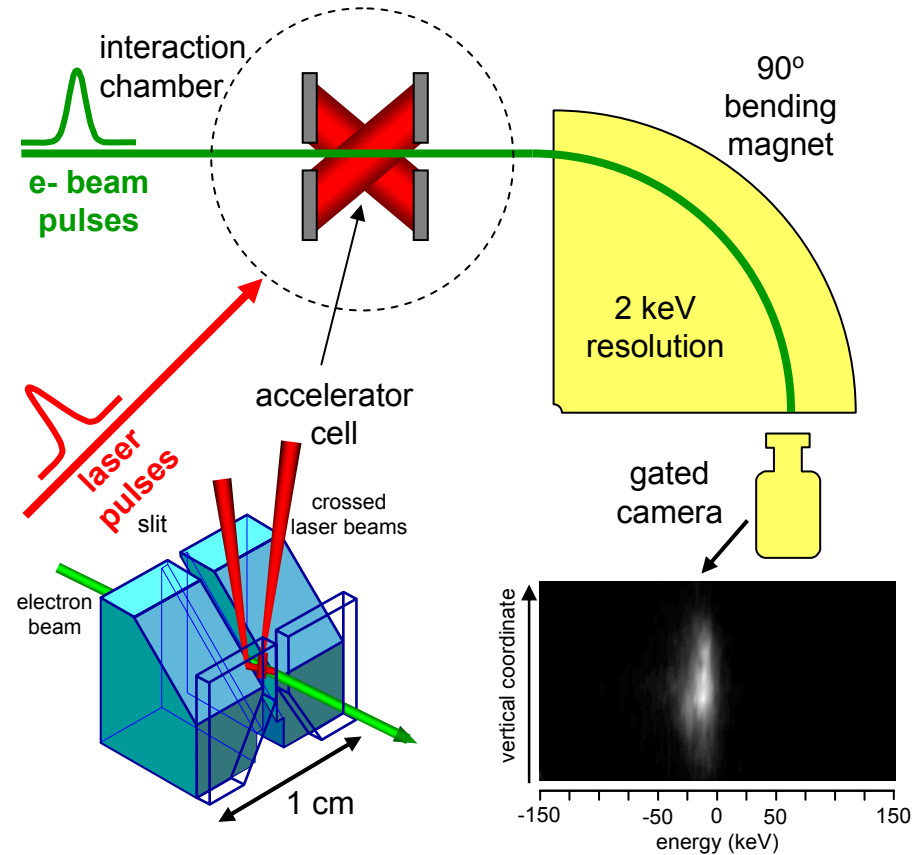 interaction
chamber
e- beam
pulses
90º
bending
magnet
2 keV
resolution
laser
pulses
accelerator
cell
slit
crossed
laser beams
electron
beam
1 cm
gated
camera
vertical coordinate
-150 -50 0 50 150
energy (keV)